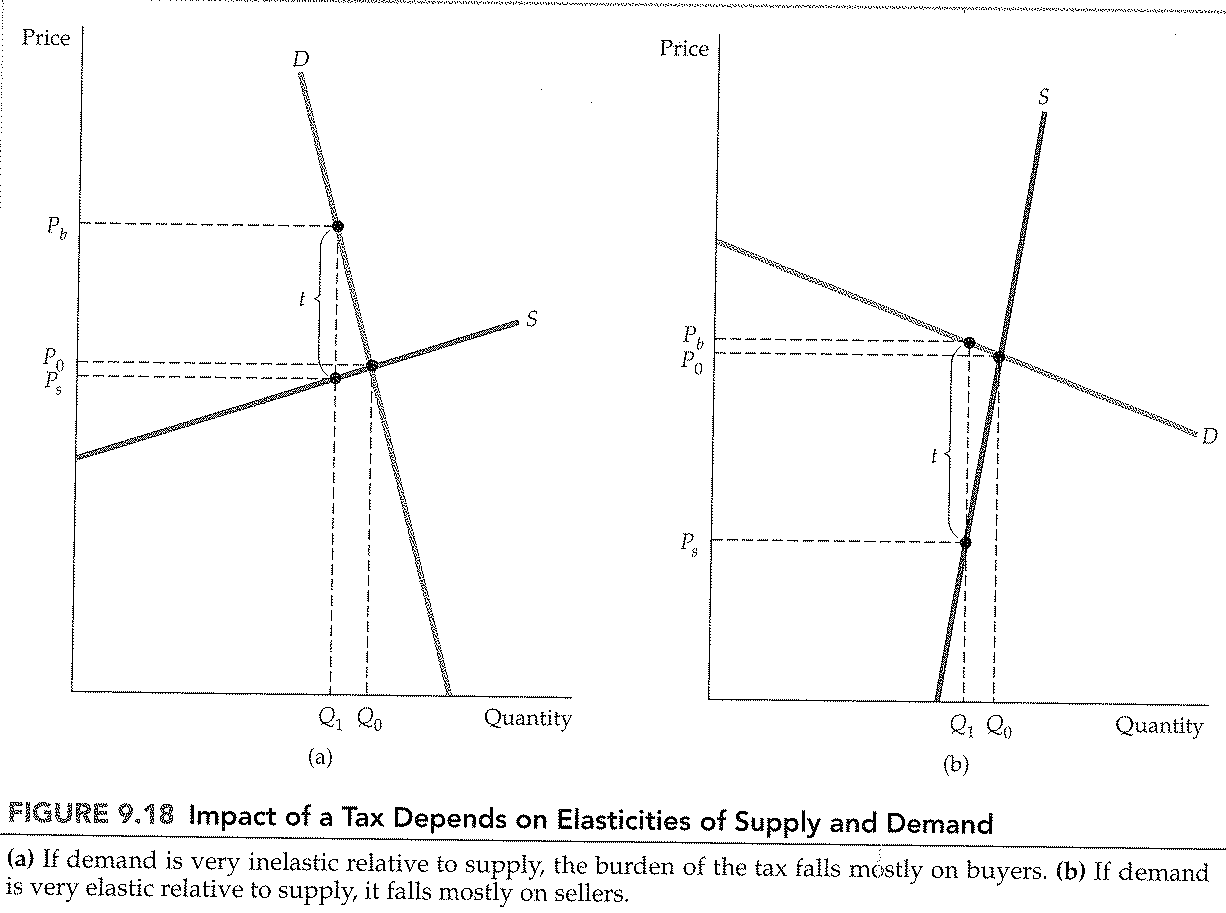 Price
D
P_b
t
S
P_0
P_s
Q_1 Q_0 Quantity
(a)
Price
S
P_b
P_0
D
t
P_s
Q_1 Q_0 Quantity
(b)
FIGURE 9.18 Impact of a Tax Depends on Elasticities of Supply and Demand
(a) If demand is very inelastic relative to supply, the burden of the tax falls mostly on buyers. (b) If demand
is very elastic relative to supply, it falls mostly on sellers.